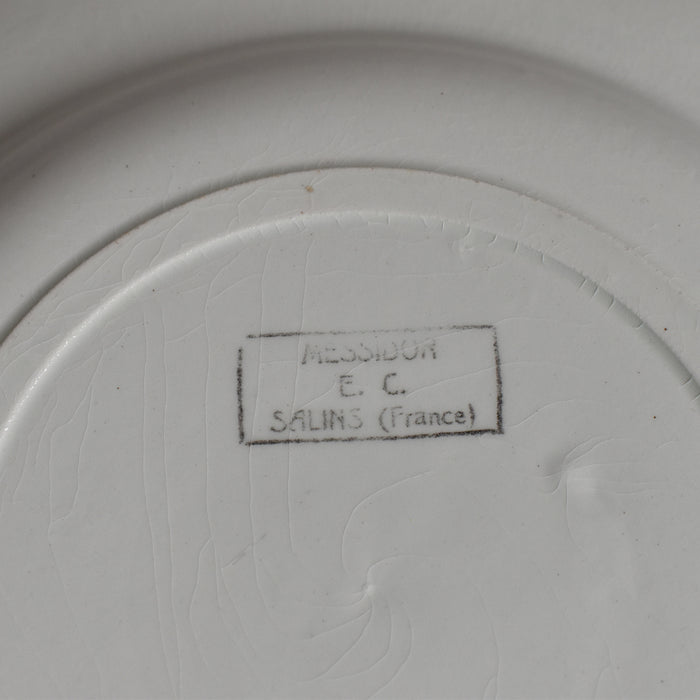 MESSIDOR
E. C.
SALINS (France)